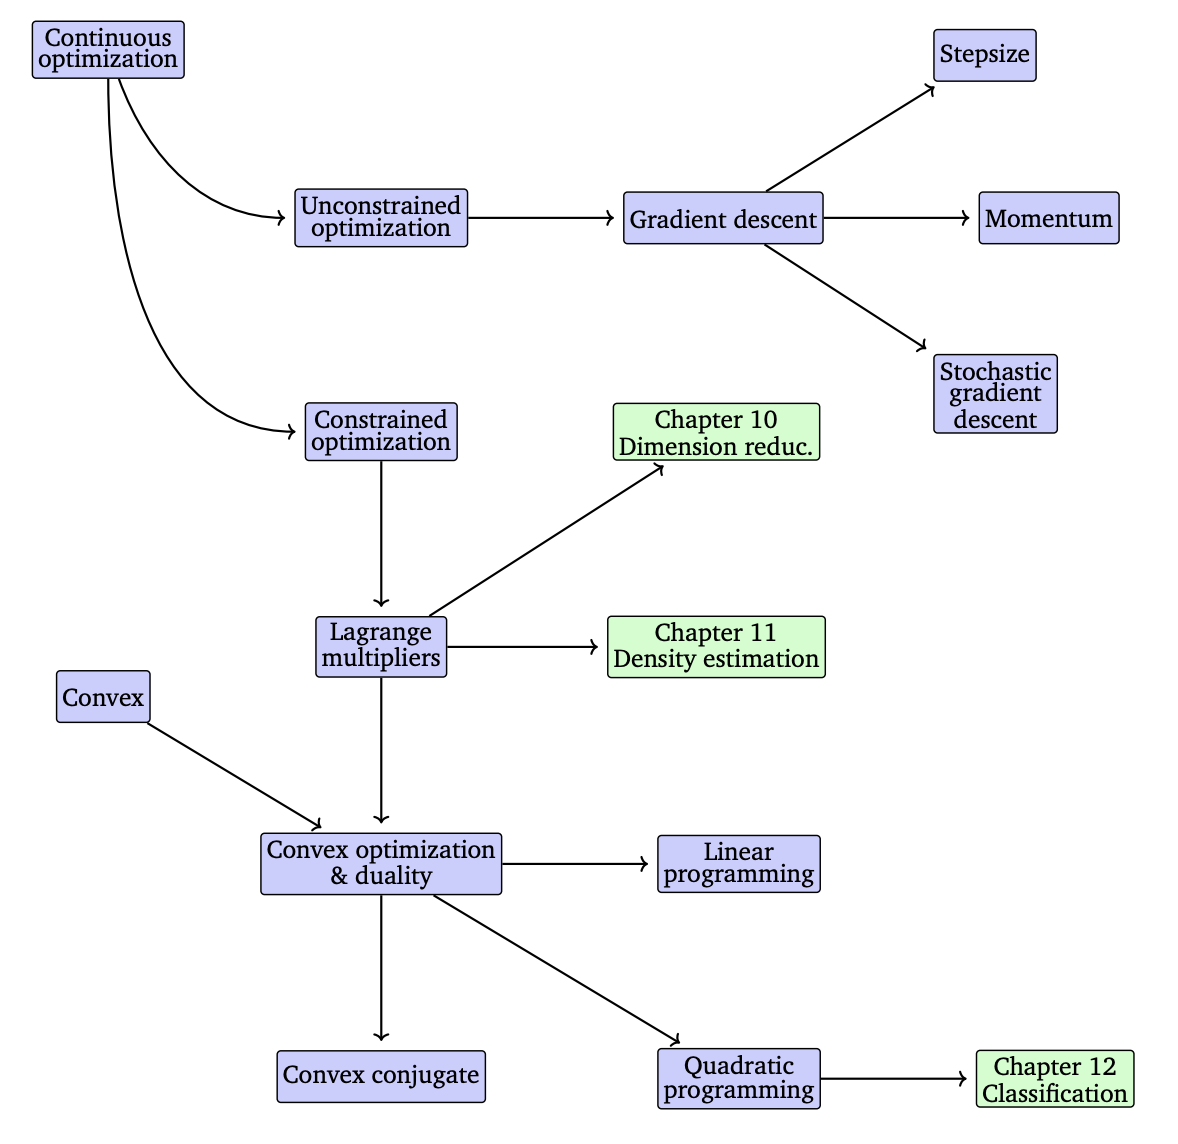 Continuous
optimization
Stepsize
Unconstrained
optimization
Gradient descent
Momentum
Stochastic
gradient
descent
Constrained
optimization
Chapter 10
Dimension reduc.
Lagrange
multipliers
Chapter 11
Density estimation
Convex
Convex optimization
& duality
Linear
programming
Convex conjugate
Quadratic
programming
Chapter 12
Classification